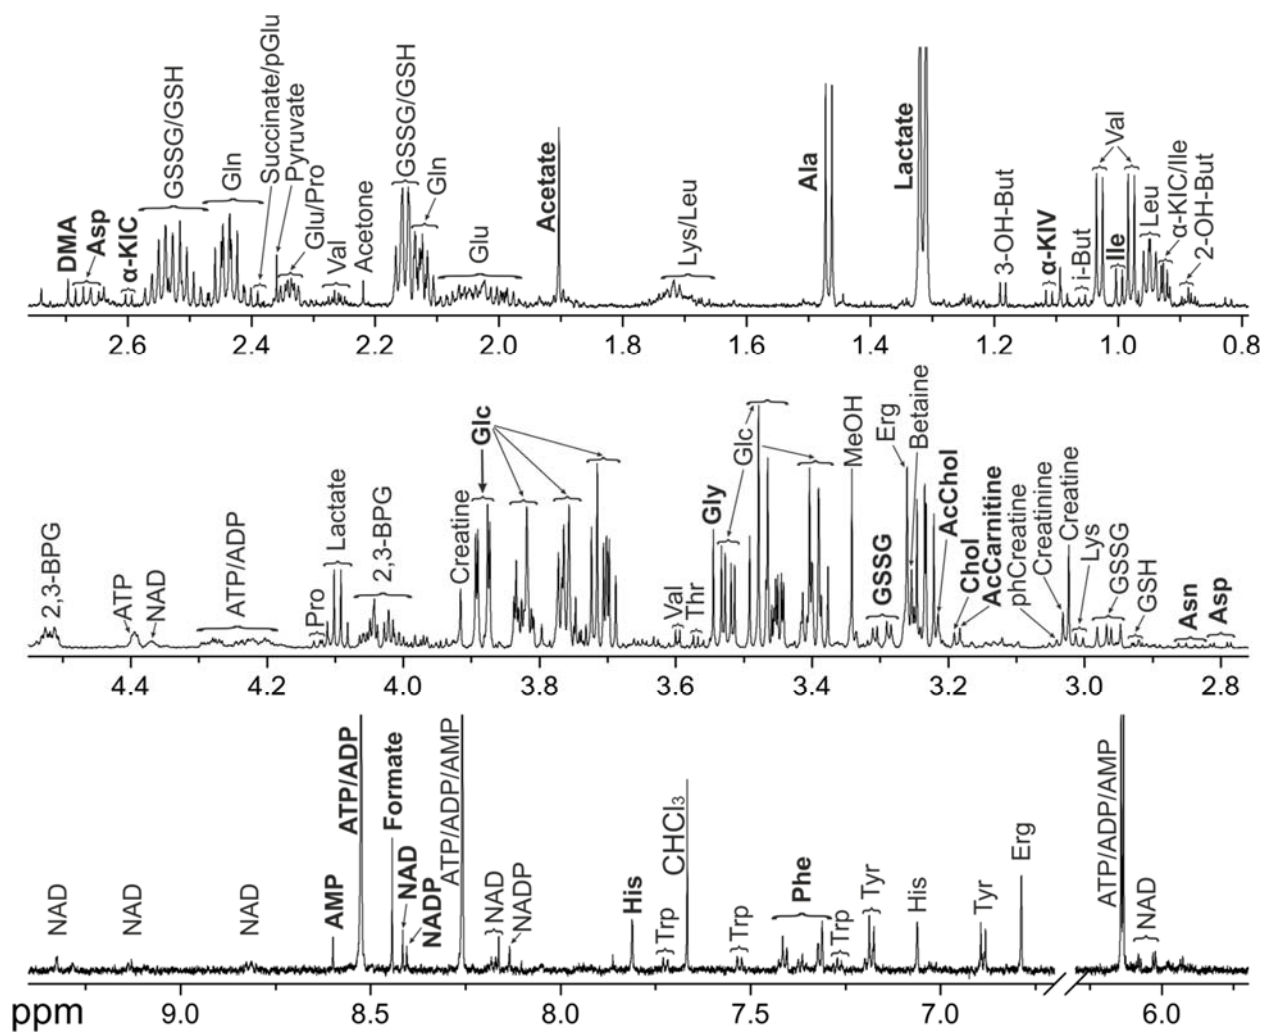 DMA
Asp
α-KIC
GSSG/GSH
Gln
Succinate/pGlu
Pyruvate
Glu/Pro
Val
Acetone
GSSG/GSH
Gln
Glu
Acetate
Lys/Leu
Ala
Lactate
3-OH-But
α-KIV
i-But
Ile
Val
Leu
α-KIC/Ile
2-OH-But
2.6 2.4 2.2 2.0 1.8 1.6 1.4 1.2 1.0 0.8
2,3-BPG
ATP
NAD
ATP/ADP
Pro
Lactate
2,3-BPG
Creatine
Glc
Val
Thr
Gly
Glc
MeOH
GSSG
Erg
Betaine
AcChol
Chol
AcCarnitine
phCreatine
Creatinine
Creatine
Lys
GSSG
GSH
Asn
Asp
4.4 4.2 4.0 3.8 3.6 3.4 3.2 3.0 2.8
NAD
NAD
NAD
AMP
ATP/ADP
Formate
NAD
NADP
ATP/ADP/AMP
NAD
NADP
His
Trp
CHCl3
Trp
Phe
Trp
Tyr
His
Tyr
Erg
ATP/ADP/AMP
NAD
ppm 9.0 8.5 8.0 7.5 7.0 6.0